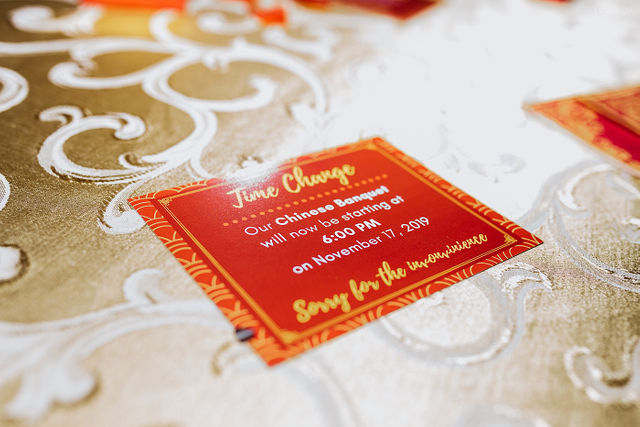 Time Change
Our Chinese Banquet
will now be starting at
6:00 PM
on November 17, 2019
Sorry for the inconvinience